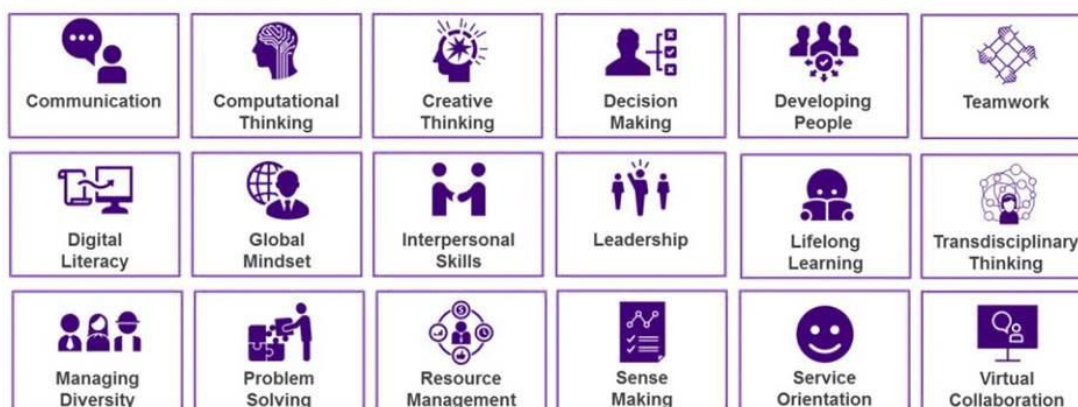 Communication
Computational
Thinking
Creative
Thinking
Decision
Making
Developing
People
Teamwork
Digital
Literacy
Global
Mindset
Interpersonal
Skills
Leadership
Lifelong
Learning
Transdisciplinary
Thinking
Managing
Diversity
Problem
Solving
Resource
Management
Sense
Making
Service
Orientation
Virtual
Collaboration